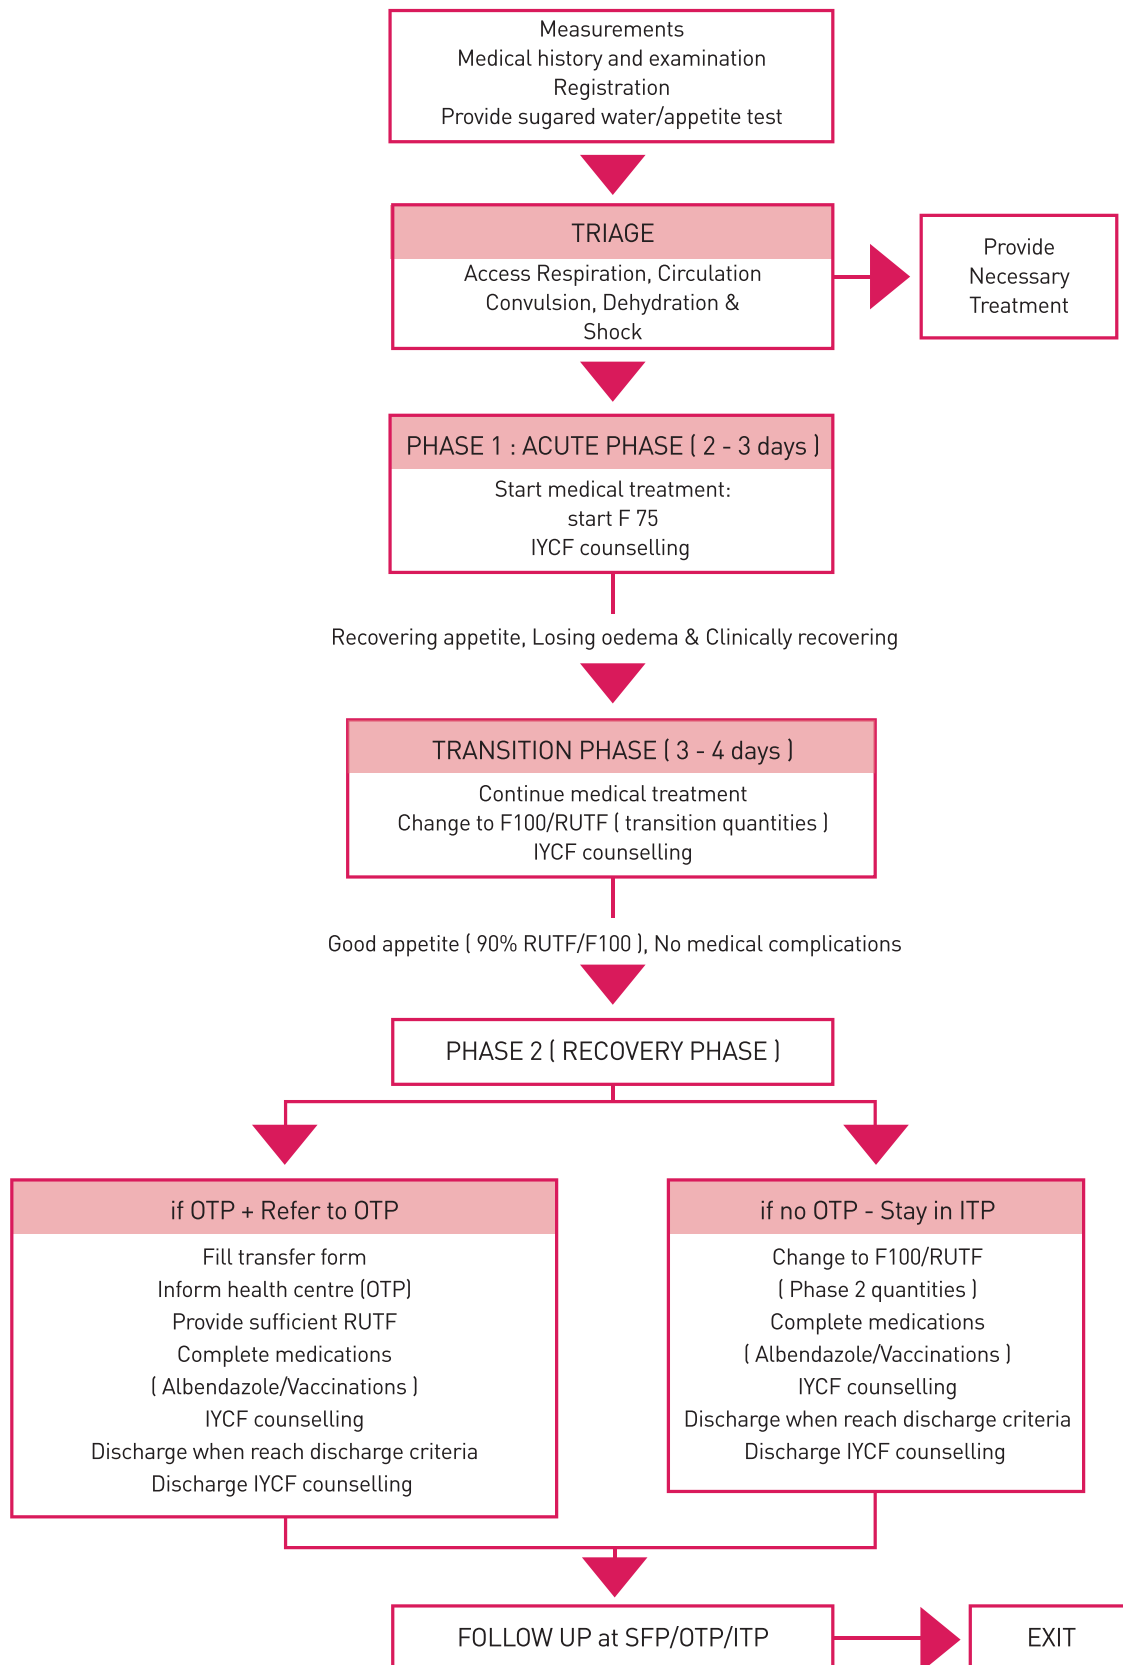 Measurements
Medical history and examination
Registration
Provide sugared water/appetite test
TRIAGE
Access Respiration, Circulation
Convulsion, Dehydration &
Shock
Provide
Necessary
Treatment
PHASE 1 : ACUTE PHASE ( 2 - 3 days )
Start medical treatment:
start F 75
IYCF counselling
Recovering appetite, Losing oedema & Clinically recovering
TRANSITION PHASE ( 3 - 4 days )
Continue medical treatment
Change to F100/RUTF ( transition quantities )
IYCF counselling
Good appetite ( 90% RUTF/F100 ), No medical complications
PHASE 2 ( RECOVERY PHASE )
if OTP + Refer to OTP
Fill transfer form
Inform health centre (OTP)
Provide sufficient RUTF
Complete medications
( Albendazole/Vaccinations )
IYCF counselling
Discharge when reach discharge criteria
Discharge IYCF counselling
if no OTP - Stay in ITP
Change to F100/RUTF
( Phase 2 quantities )
Complete medications
( Albendazole/Vaccinations )
IYCF counselling
Discharge when reach discharge criteria
Discharge IYCF counselling
FOLLOW UP at SFP/OTP/ITP
EXIT